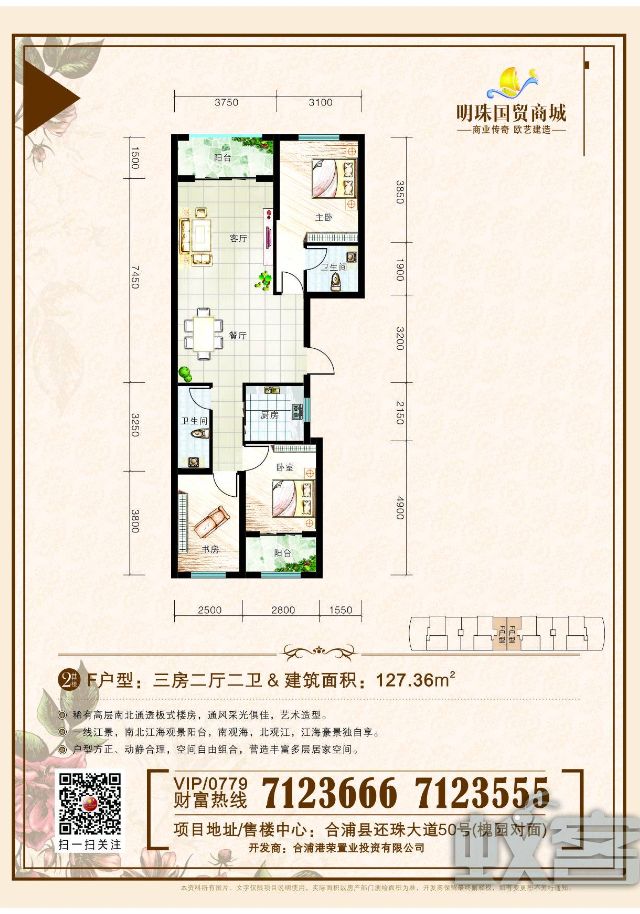 明珠国贸商城
商业传奇 欧艺建造
3750 3100
1500
7450
3250
3800
3850
1900
3200
2150
4900
阳台
主卧
客厅
卫生间
餐厅
厨房
卫生间
卧室
书房
阳台
2500 2800 1550
F户型 F户型
2#楼 F户型：三房二厅二卫 & 建筑面积：127.36m²
稀有高层南北通透板式楼房，通风采光俱佳，艺术造型。
一线江景，南北江海观景阳台，南观海，北观江，江海豪景独自享。
户型方正、动静合理，空间自由组合，营造丰富多层居家空间。
VIP/0779
财富热线 7123666 7123555
项目地址/售楼中心：合浦县还珠大道50号(槐园对面)
开发商：合浦港荣置业投资有限公司
扫一扫关注